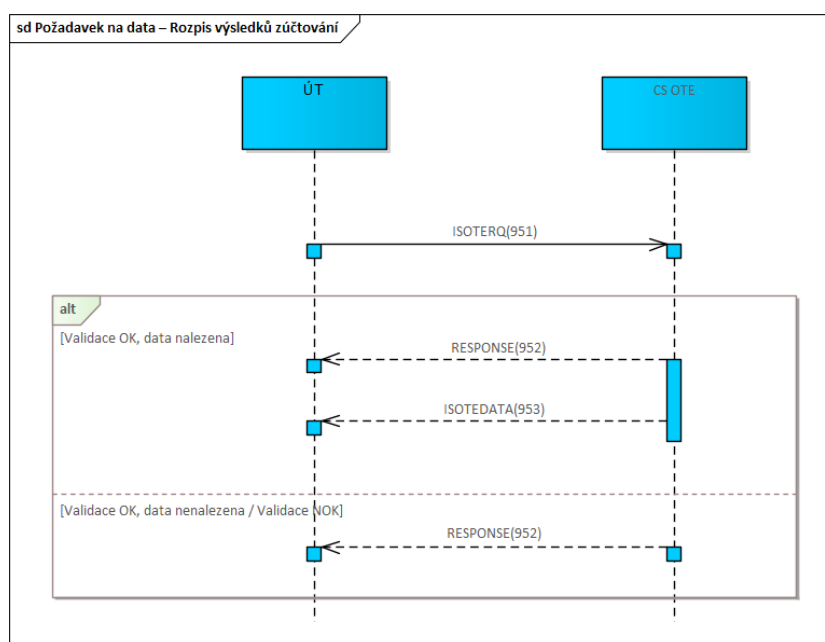 sd Požadavek na data – Rozpis výsledků zúčtování
ÚT
CS OTE
ISOTERQ(951)
alt
[Validace OK, data nalezena]
RESPONSE(952)
ISOTEDATA(953)
[Validace OK, data nenalezena / Validace NOK]
RESPONSE(952)